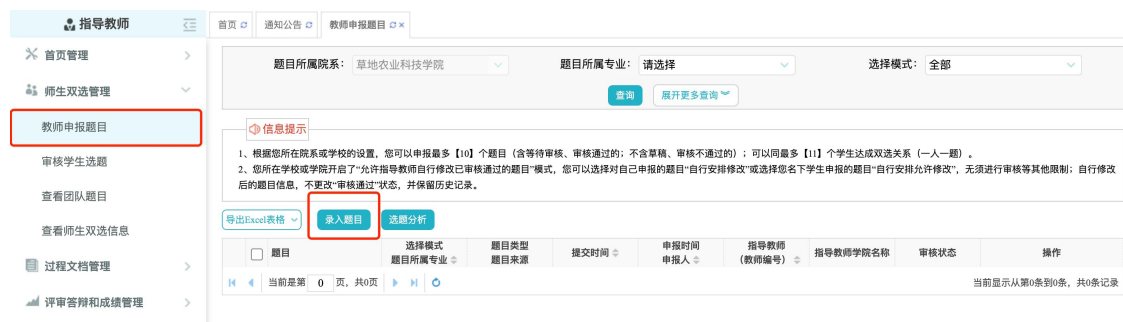 指导教师
首页 通知公告 教师申报题目 ×
首页管理
师生双选管理
教师申报题目
审核学生选题
查看团队题目
查看师生双选信息
过程文档管理
评审答辩和成绩管理
题目所属院系： 草地农业科技学院 题目所属专业： 请选择 选择模式： 全部
查询 展开更多查询
信息提示
1、根据您所在院系或学校的设置，您可以申报最多【10】个题目（含等待审核、审核通过的；不含草稿、审核不通过的）；可以同最多【11】个学生达成双选关系（一人一题）。
2、您所在学校或学院开启了“允许指导教师自行修改已审核通过的题目”模式，您可以选择对自己申报的题目“自行安排修改”或选择您名下学生申报的题目“自行安排允许修改”，无须进行审核等其他限制；自行修改
后的题目信息，不更改“审核通过”状态，并保留历史记录。
导出Excel表格 录入题目 选题分析
题目 选择模式 题目类型 提交时间 申报时间 指导教师 指导教师学院名称 审核状态 操作
题目所属专业 题目来源 申报人 （教师编号）
当前是第 0 页，共0页 当前显示从第0条到0条，共0条记录